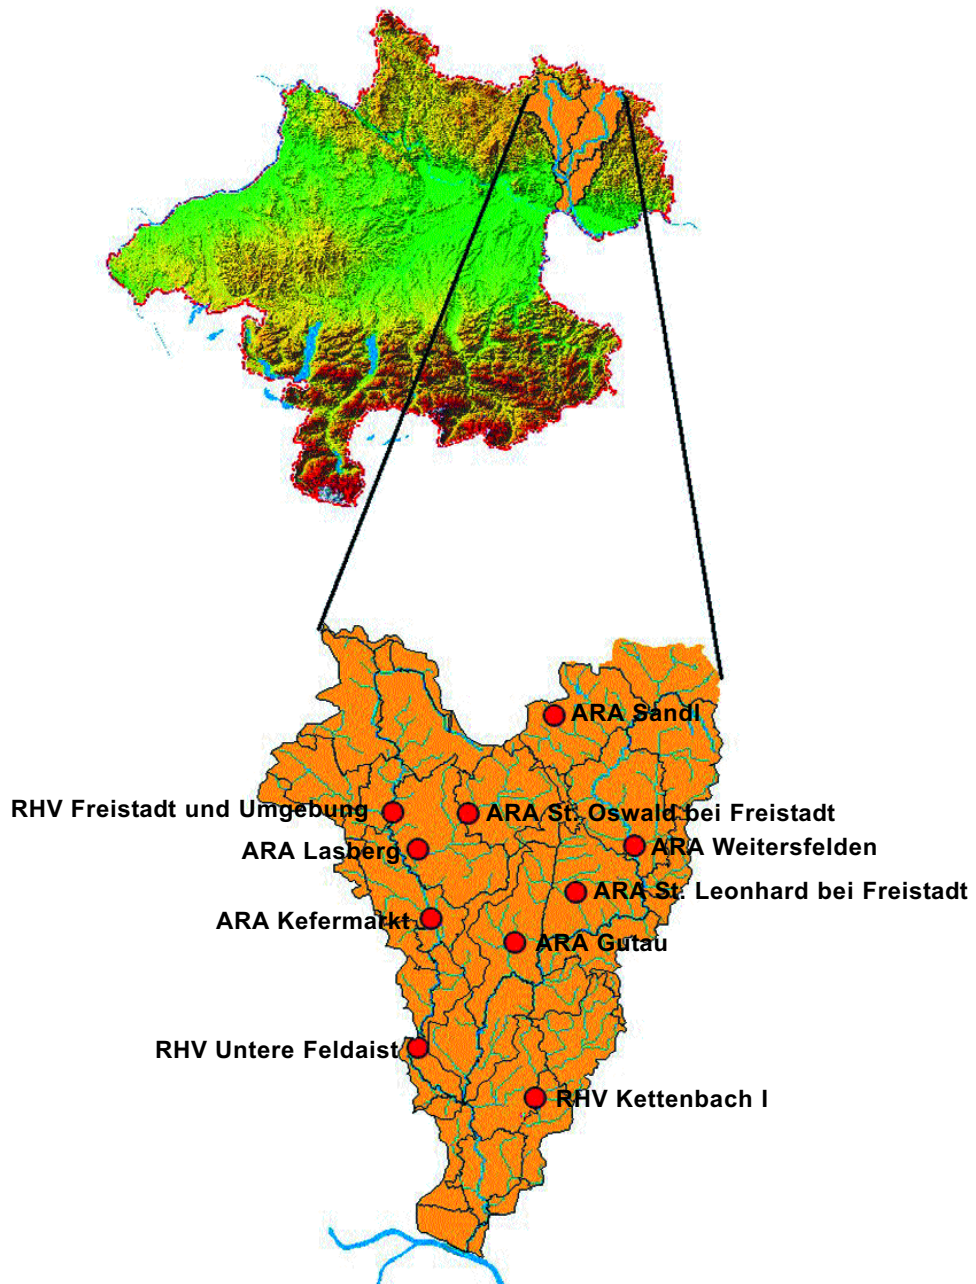 ARA Sandl
RHV Freistadt und Umgebung
ARA St. Oswald bei Freistadt
ARA Lasberg
ARA Weitersfelden
ARA St. Leonhard bei Freistadt
ARA Kefermarkt
ARA Gutau
RHV Untere Feldaist
RHV Kettenbach I